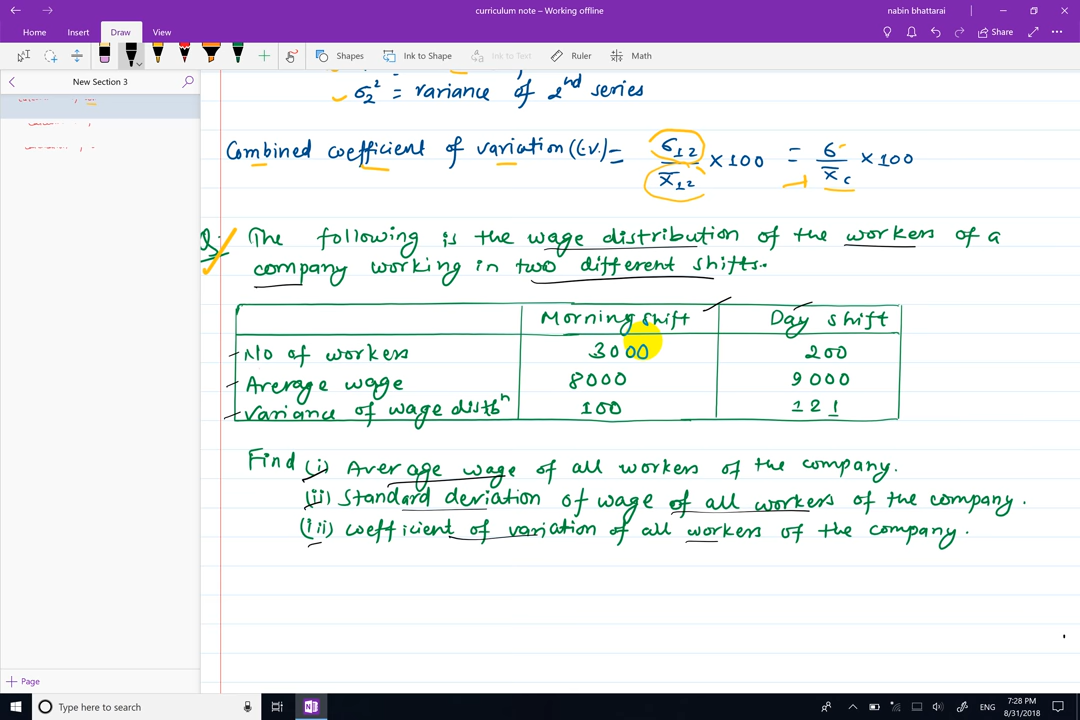 curriculum note – Working offline
nabin bhattarai
Home Insert Draw View
Share
Shapes Ink to Shape Ink to Text Ruler Math
New Section 3
σ₂² = variance of 2nd series
Combined coefficient of variation (C.V.) = σ₁₂ / x̄₁₂ × 100 = σ / x̄c × 100
Q. The following is the wage distribution of the workers of a
company working in two different shifts.
Morning shift Day shift
No of workers 3000 200
Average wage 8000 9000
Variance of wage distbn 100 121
Find (i) Average wage of all workers of the company.
(ii) Standard deviation of wage of all workers of the company.
(iii) coefficient of variation of all workers of the company.
+ Page
Type here to search
ENG
7:28 PM
8/31/2018